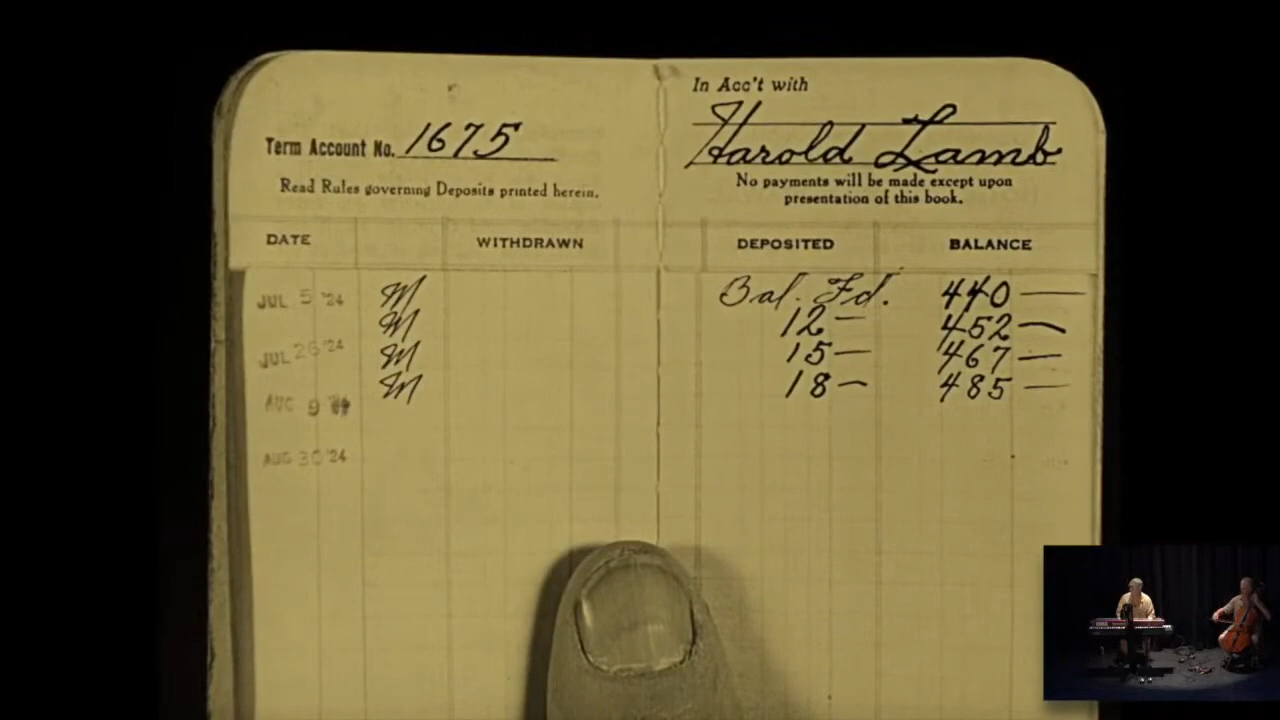 In Acc't with
Term Account No. 1675 Harold Lamb
Read Rules governing Deposits printed herein. No payments will be made except upon
presentation of this book.
DATE WITHDRAWN DEPOSITED BALANCE
JUL 5 '24 M Bal. Fd. 440 —
M 12 — 452 —
JUL 26 '24 M 15 — 467 —
M 18 — 485 —
AUG 9
AUG 30 '24